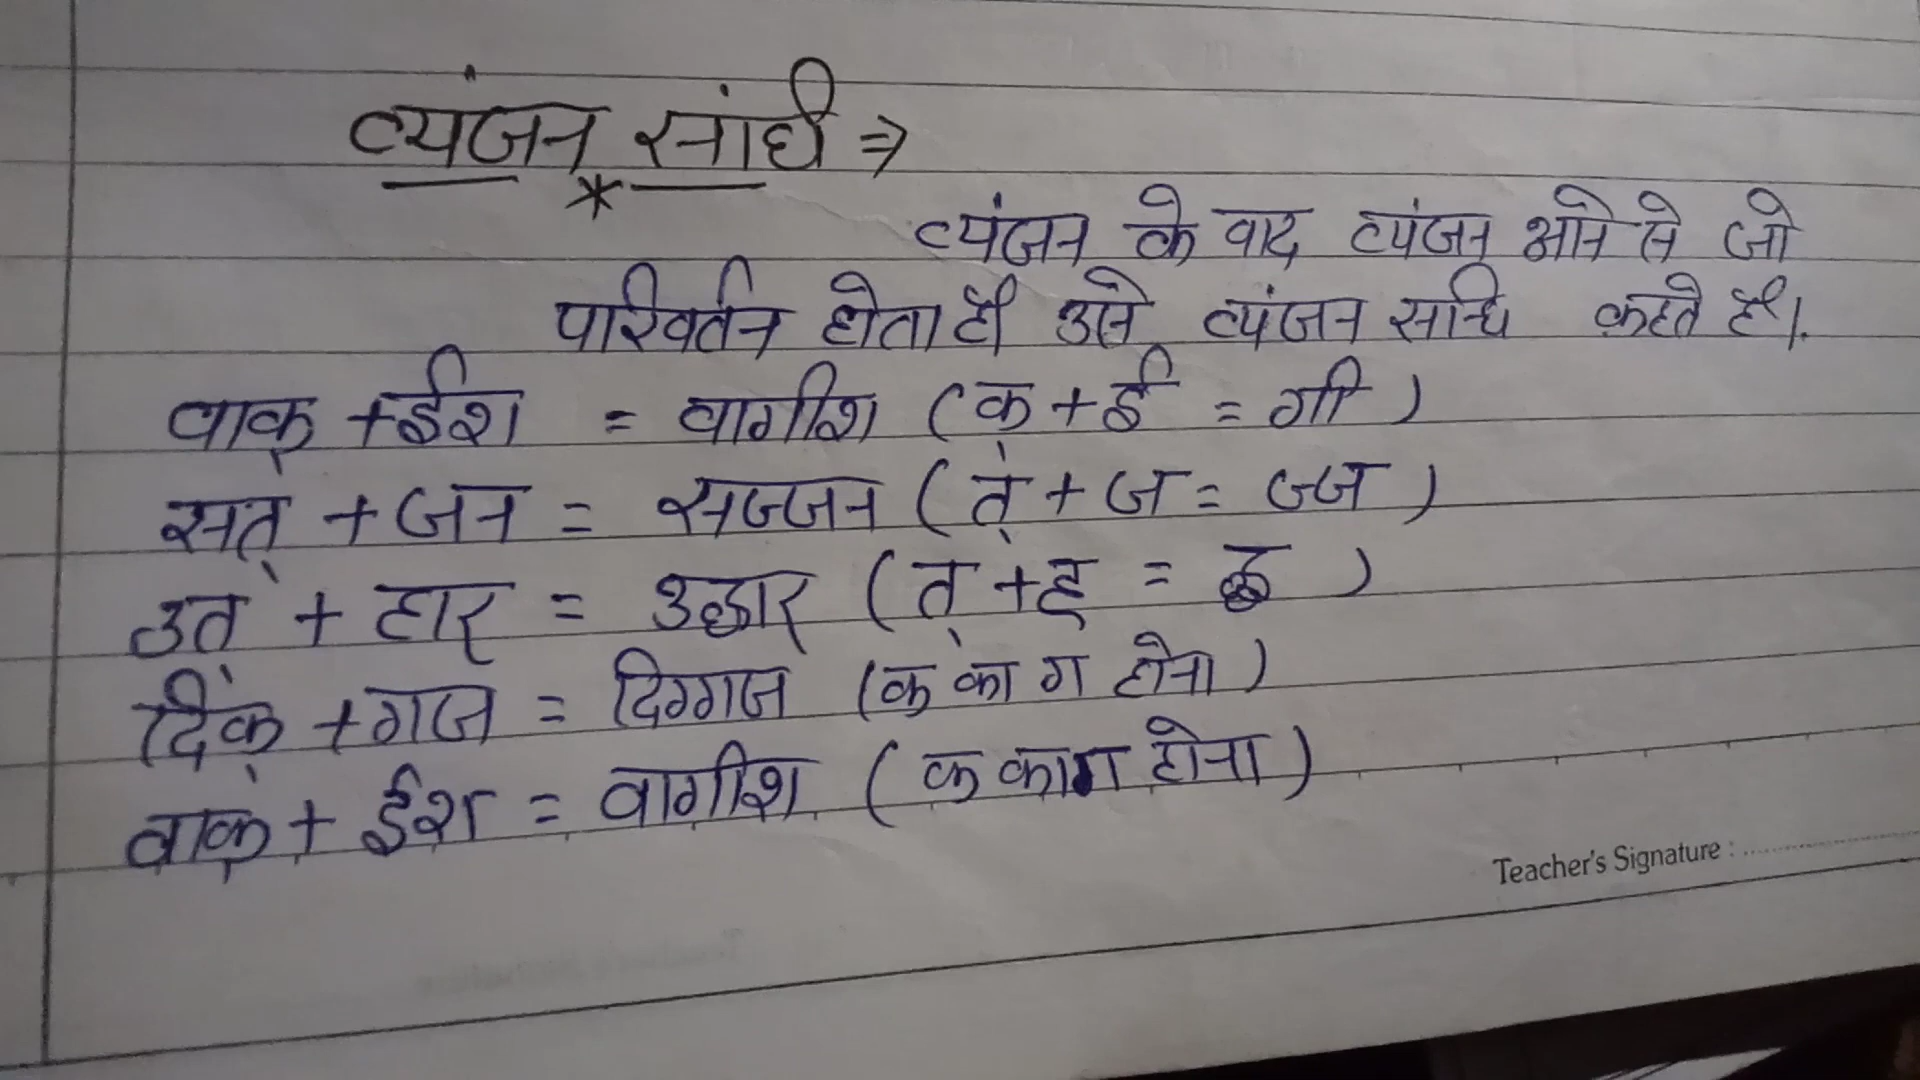 व्यंजन संधि ⇒
व्यंजन के वाद व्यंजन आने से जो
परिवर्तन होता है उसे व्यंजन सन्धि कहते है।
वाक् + ईश = वागीश (क् + ई = गी)
सत् + जन = सज्जन (त् + ज = ज्ज)
उत् + हार = उद्धार (त् + ह = द्ध)
दिक् + गज = दिग्गज (क का ग होना)
वाक् + ईश = वागीश (क का ग होना)
Teacher's Signature :